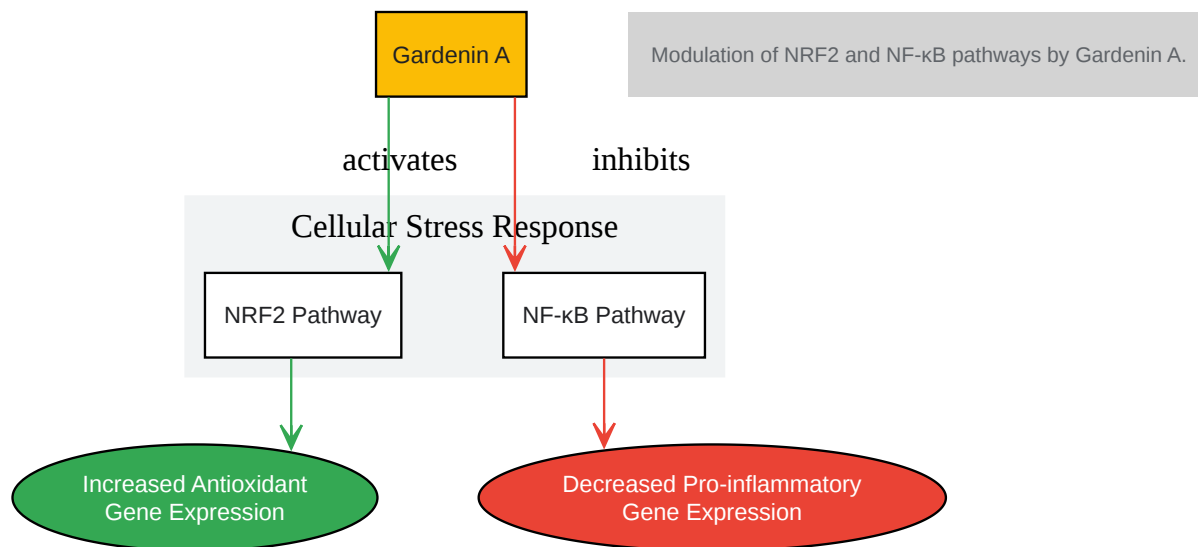 Gardenin A
Modulation of NRF2 and NF-κB pathways by Gardenin A.
activates
inhibits
Cellular Stress Response
NRF2 Pathway
NF-κB Pathway
Increased Antioxidant
Gene Expression
Decreased Pro-inflammatory
Gene Expression